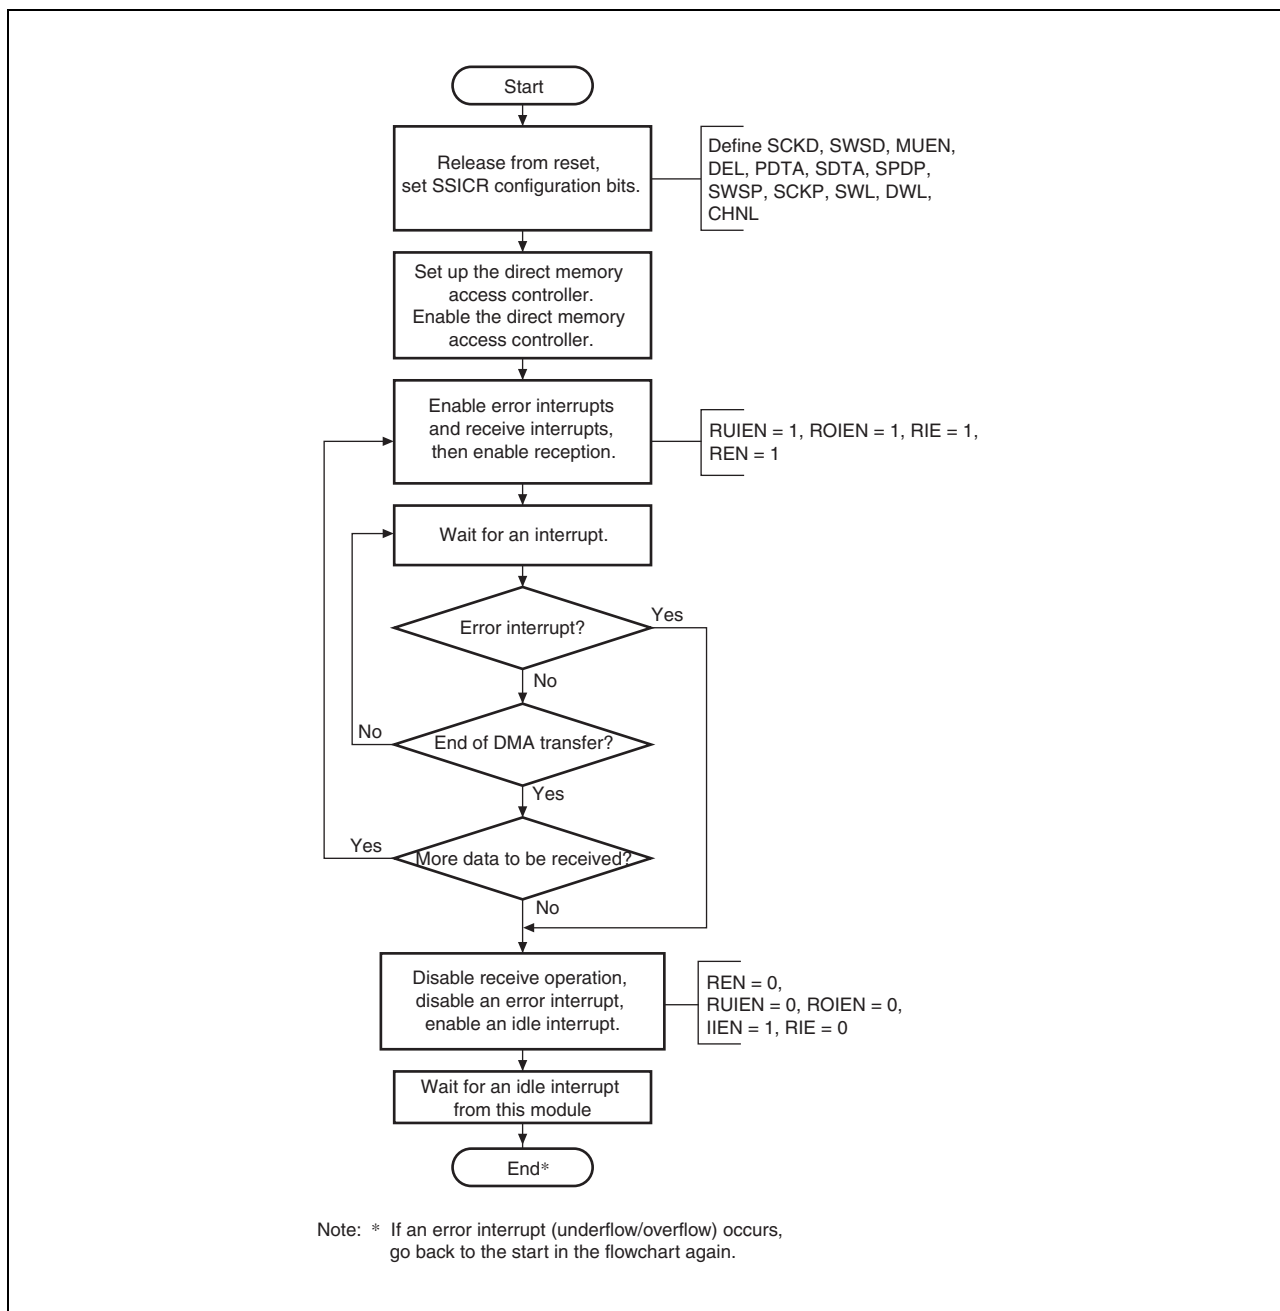 Start
Release from reset,
set SSICR configuration bits.
Define SCKD, SWSD, MUEN,
DEL, PDTA, SDTA, SPDP,
SWSP, SCKP, SWL, DWL,
CHNL
Set up the direct memory
access controller.
Enable the direct memory
access controller.
Enable error interrupts
and receive interrupts,
then enable reception.
RUIEN = 1, ROIEN = 1, RIE = 1,
REN = 1
Wait for an interrupt.
Error interrupt?
Yes
No
End of DMA transfer?
No
Yes
More data to be received?
Yes
No
Disable receive operation,
disable an error interrupt,
enable an idle interrupt.
REN = 0,
RUIEN = 0, ROIEN = 0,
IIEN = 1, RIE = 0
Wait for an idle interrupt
from this module
End*
Note: * If an error interrupt (underflow/overflow) occurs,
go back to the start in the flowchart again.